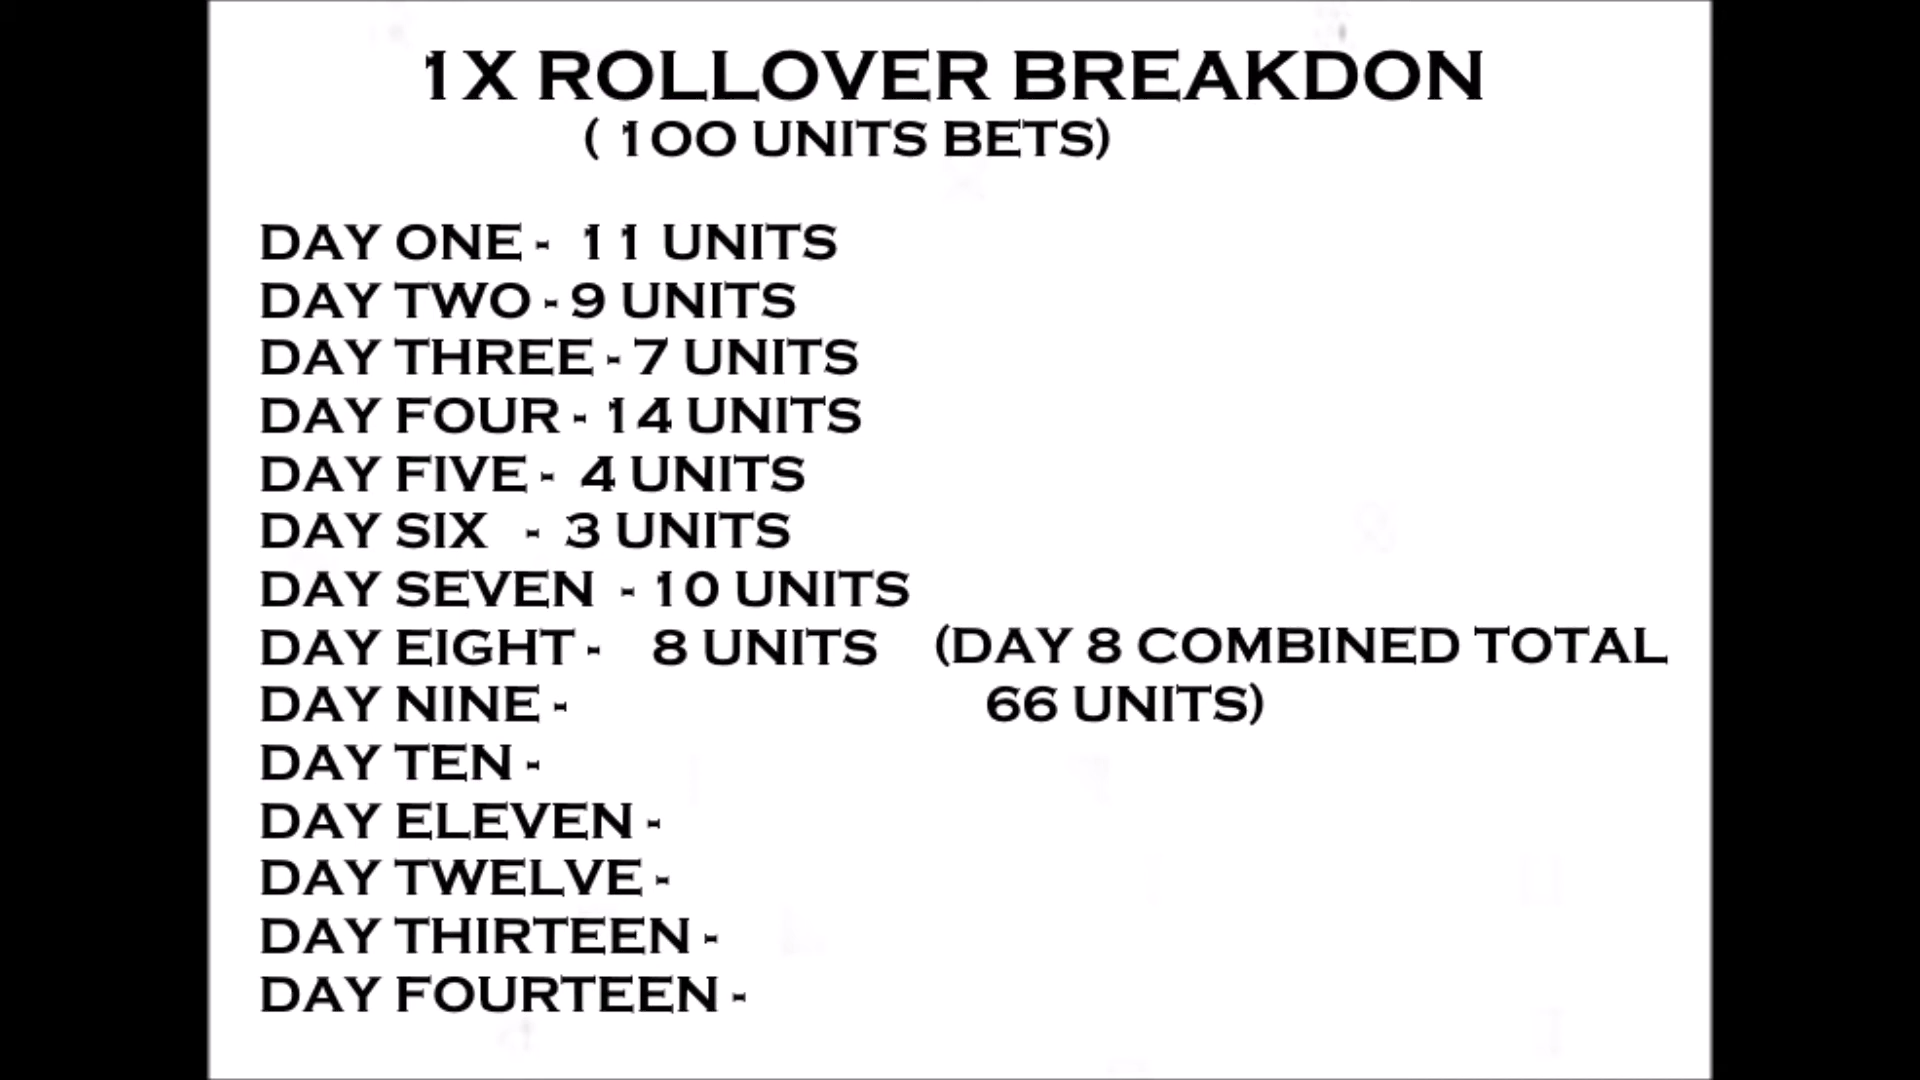 1X ROLLOVER BREAKDON
( 100 UNITS BETS)
DAY ONE - 11 UNITS
DAY TWO - 9 UNITS
DAY THREE - 7 UNITS
DAY FOUR - 14 UNITS
DAY FIVE - 4 UNITS
DAY SIX - 3 UNITS
DAY SEVEN - 10 UNITS
DAY EIGHT - 8 UNITS (DAY 8 COMBINED TOTAL
DAY NINE - 66 UNITS)
DAY TEN -
DAY ELEVEN -
DAY TWELVE -
DAY THIRTEEN -
DAY FOURTEEN -